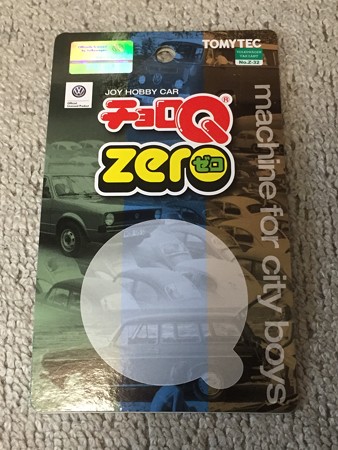 TOMYTEC
No.Z-32
JOY HOBBY CAR
チョロQ®
zero ゼロ
machine for city boys